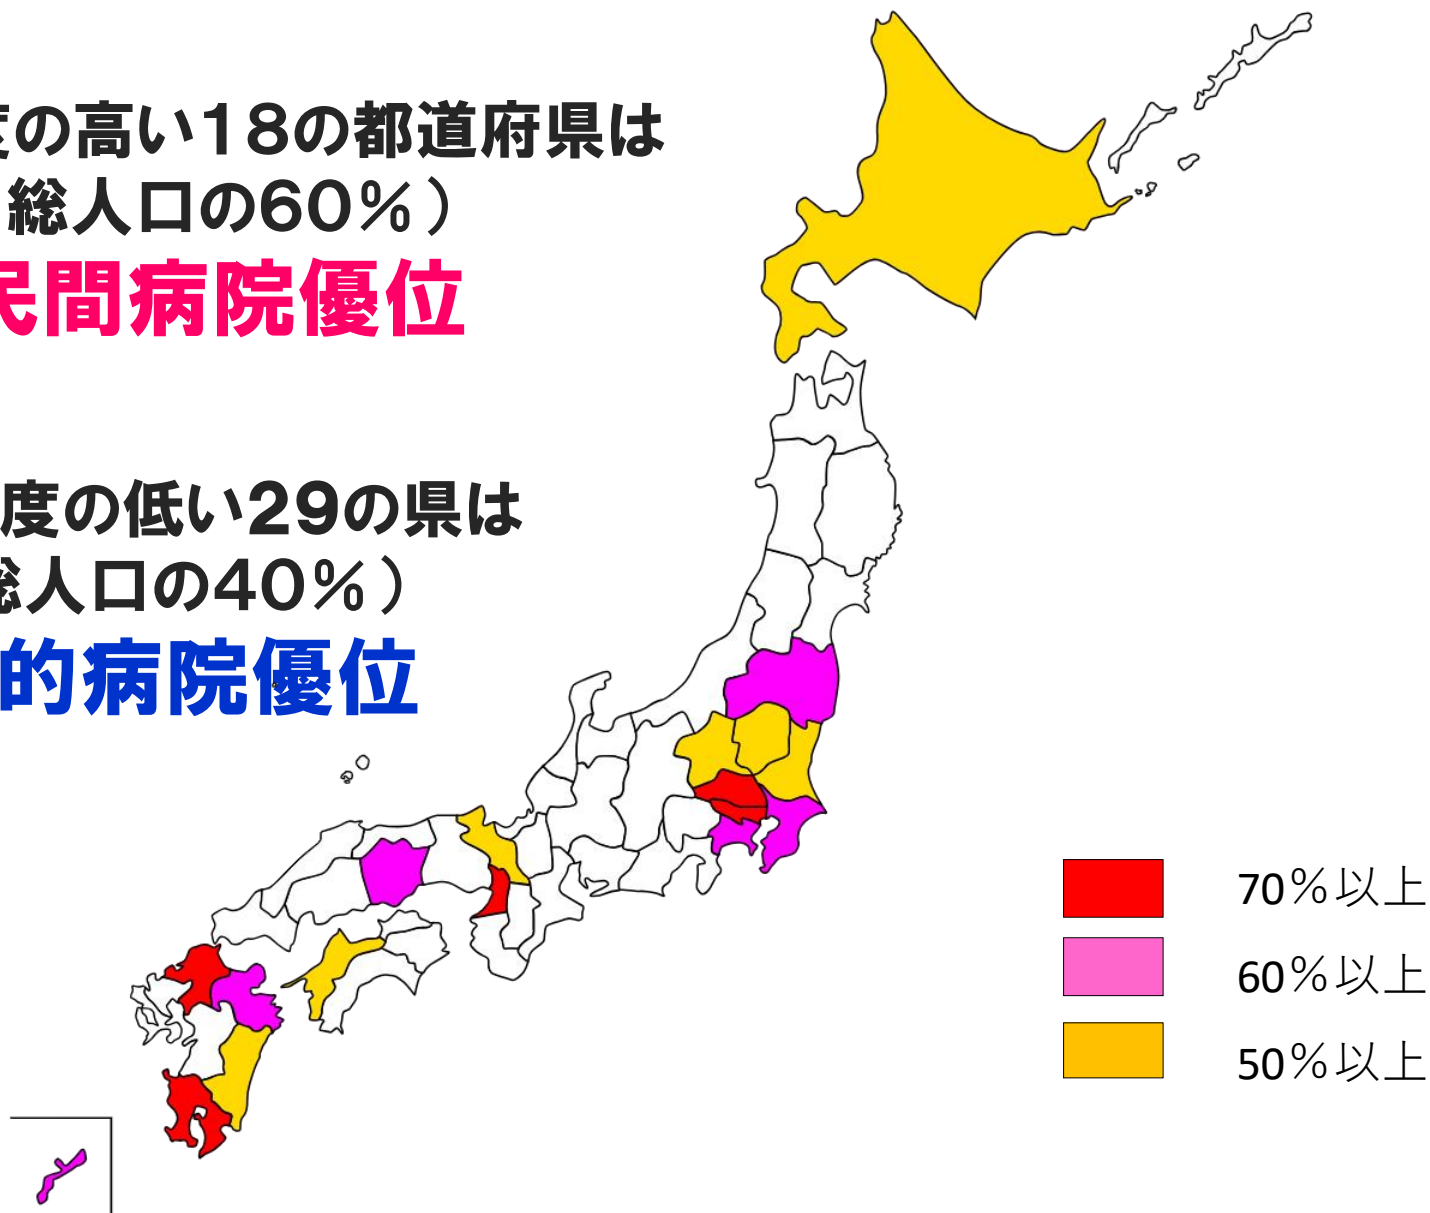 度の高い18の都道府県は
総人口の60％）
民間病院優位
度の低い29の県は
総人口の40％）
的病院優位
70％以上
60％以上
50％以上